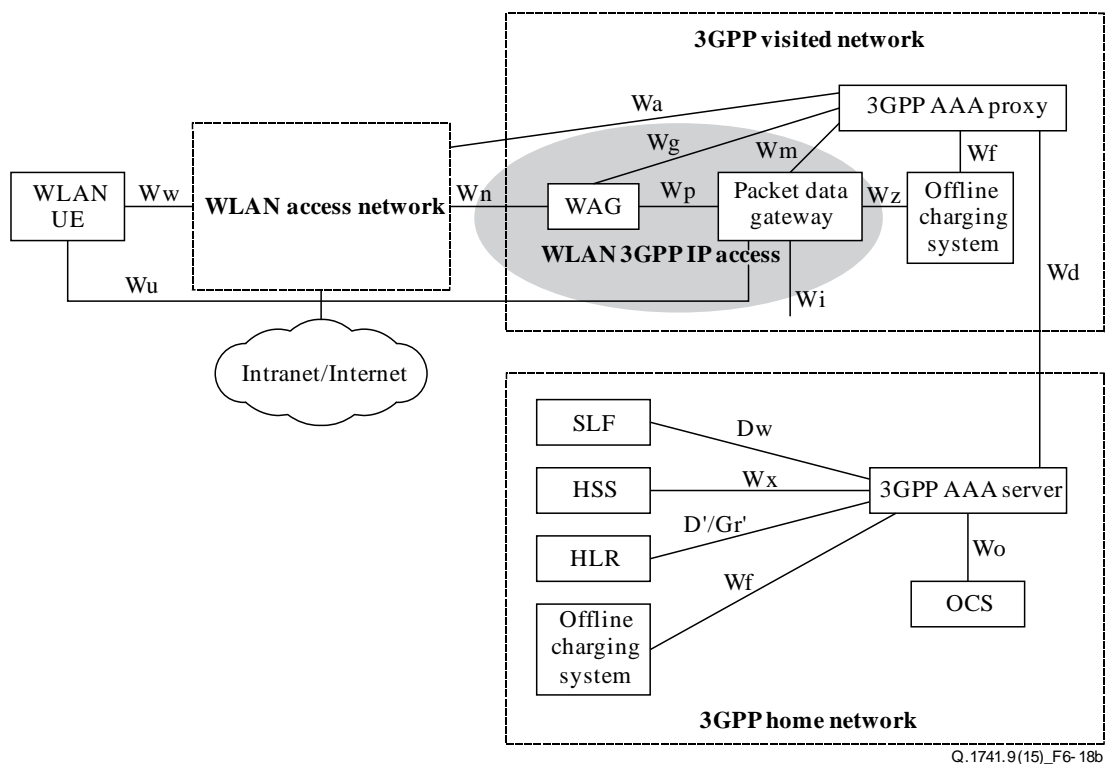 3GPP visited network
Wa
3GPP AAA proxy
Wg
Wm
Wf
WLAN
UE
Ww
WLAN access network
Wn
WAG
Wp
Packet data
gateway
Wz
Offline
charging
system
WLAN 3GPP IP access
Wu
Wi
Wd
Intranet/Internet
SLF
Dw
HSS
Wx
3GPP AAA server
D'/Gr'
HLR
Wf
Wo
OCS
Offline
charging
system
3GPP home network
Q.1741.9(15)_F6-18b